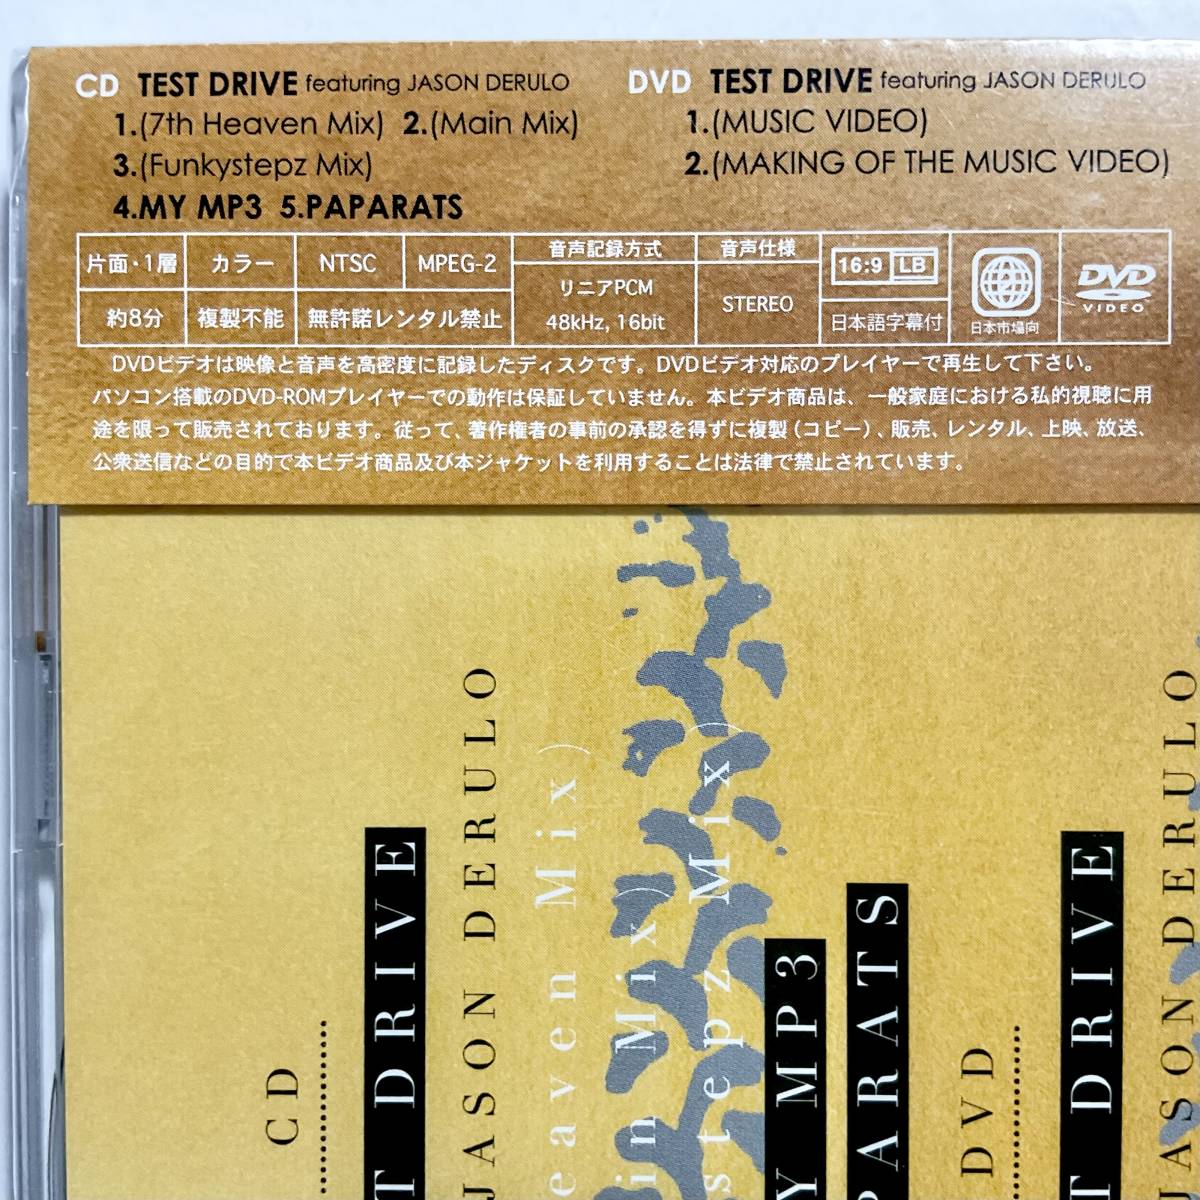 CD TEST DRIVE featuring JASON DERULO
1.(7th Heaven Mix) 2.(Main Mix)
3.(Funkystepz Mix)
4.MY MP3 5.PAPARATS
DVD TEST DRIVE featuring JASON DERULO
1.(MUSIC VIDEO)
2.(MAKING OF THE MUSIC VIDEO)
片面・1層 カラー NTSC MPEG-2
約8分 複製不能 無許諾レンタル禁止
音声記録方式
リニアPCM
48kHz, 16bit
音声仕様
STEREO
16:9 LB
日本語字幕付
2
日本市場向
DVD
VIDEO
DVDビデオは映像と音声を高密度に記録したディスクです。DVDビデオ対応のプレイヤーで再生して下さい。
パソコン搭載のDVD-ROMプレイヤーでの動作は保証していません。本ビデオ商品は、一般家庭における私的視聴に用
途を限って販売されております。従って、著作権者の事前の承認を得ずに複製（コピー）、販売、レンタル、上映、放送、
公衆送信などの目的で本ビデオ商品及び本ジャケットを利用することは法律で禁止されています。
CD
T DRIVE
JASON DERULO
eaven Mix)
in Mix)
stepz Mix)
Y MP3
PARATS
DVD
T DRIVE
JASON DERULO